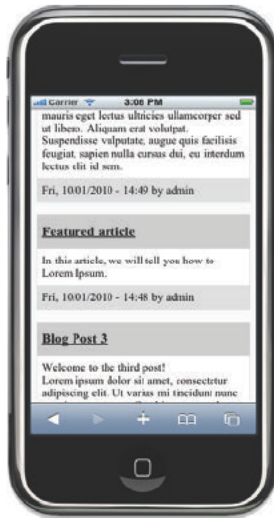 Carrier 3:08 PM
mauris eget lectus ultricies ullamcorper sed
ut libero. Aliquam erat volutpat.
Suspendisse vulputate, augue quis facilisis
feugiat, sapien nulla cursus dui, eu interdum
lectus elit id sem.
Fri, 10/01/2010 - 14:49 by admin
Featured article
In this article, we will tell you how to
Lorem Ipsum.
Fri, 10/01/2010 - 14:48 by admin
Blog Post 3
Welcome to the third post!
Lorem ipsum dolor sit amet, consectetur
adipiscing elit. Ut varius mi tincidunt nunc